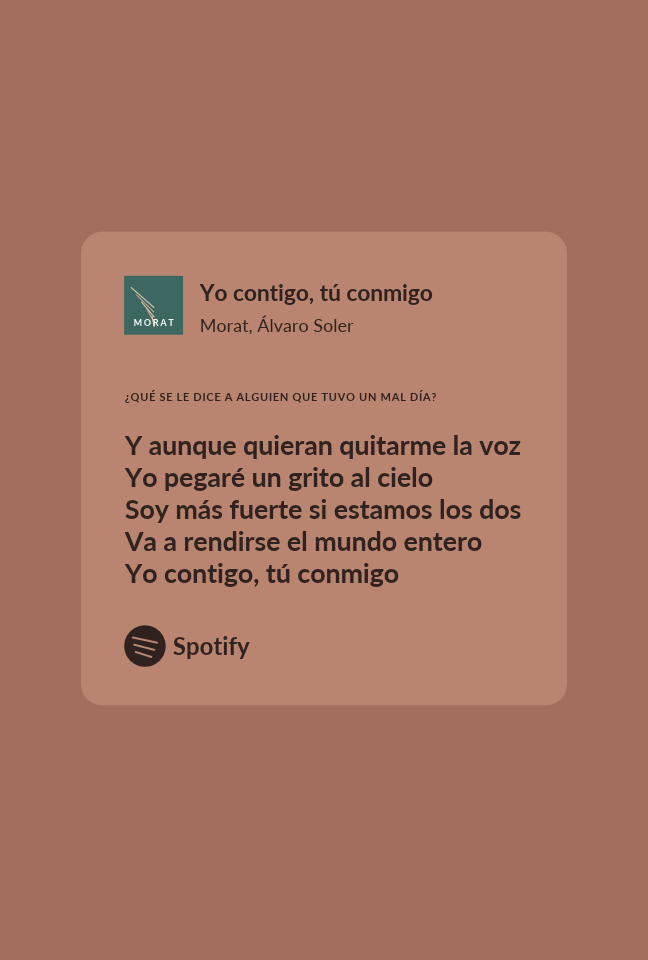 MORAT
Yo contigo, tú conmigo
Morat, Álvaro Soler
¿QUÉ SE LE DICE A ALGUIEN QUE TUVO UN MAL DÍA?
Y aunque quieran quitarme la voz
Yo pegaré un grito al cielo
Soy más fuerte si estamos los dos
Va a rendirse el mundo entero
Yo contigo, tú conmigo
Spotify